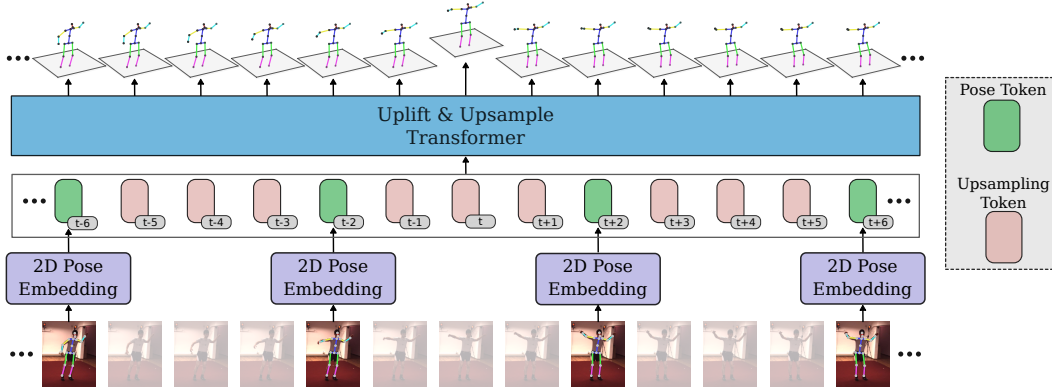 Uplift & Upsample
Transformer
Pose Token
Upsampling
Token
t-6
t-5
t-4
t-3
t-2
t-1
t
t+1
t+2
t+3
t+4
t+5
t+6
2D Pose
Embedding
2D Pose
Embedding
2D Pose
Embedding
2D Pose
Embedding